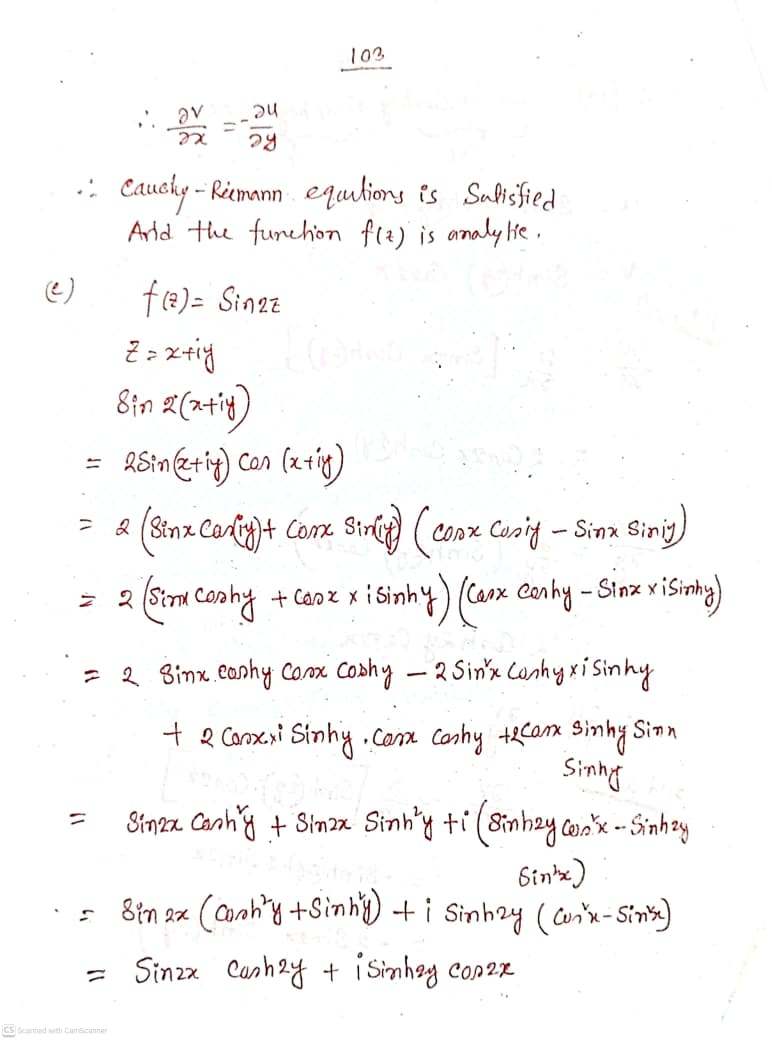 103
∴ ∂v/∂x = -∂u/∂y
∴ Cauchy-Riemann equations is Satisfied
And the function f(z) is analytic.
(e) f(z) = Sin2z
z = x+iy
Sin 2(x+iy)
= 2Sin(x+iy) Cos (x+iy)
= 2 (Sinx Cos(iy) + Cosx Sin(iy)) (Cosx Cosiy – Sinx Siniy)
= 2 (Sinx Coshy + Cosx x iSinhy) (Cosx Coshy – Sinx x iSinhy)
= 2 Sinx.Coshy Cosx Coshy – 2 Sin²x Coshy x i Sinhy
+ 2 Cosx x i Sinhy . Cosx Coshy + 2Cosx Sinhy Sinx
Sinhy
= Sin2x Cosh²y + Sin2x Sinh²y + i (Sinh2y Cos²x – Sinh2y
Sin²x)
= Sin 2x (Cosh²y + Sinh²y) + i Sinh2y (Cos²x – Sin²x)
= Sin2x Cosh2y + i Sinh2y Cos2x
CS Scanned with CamScanner